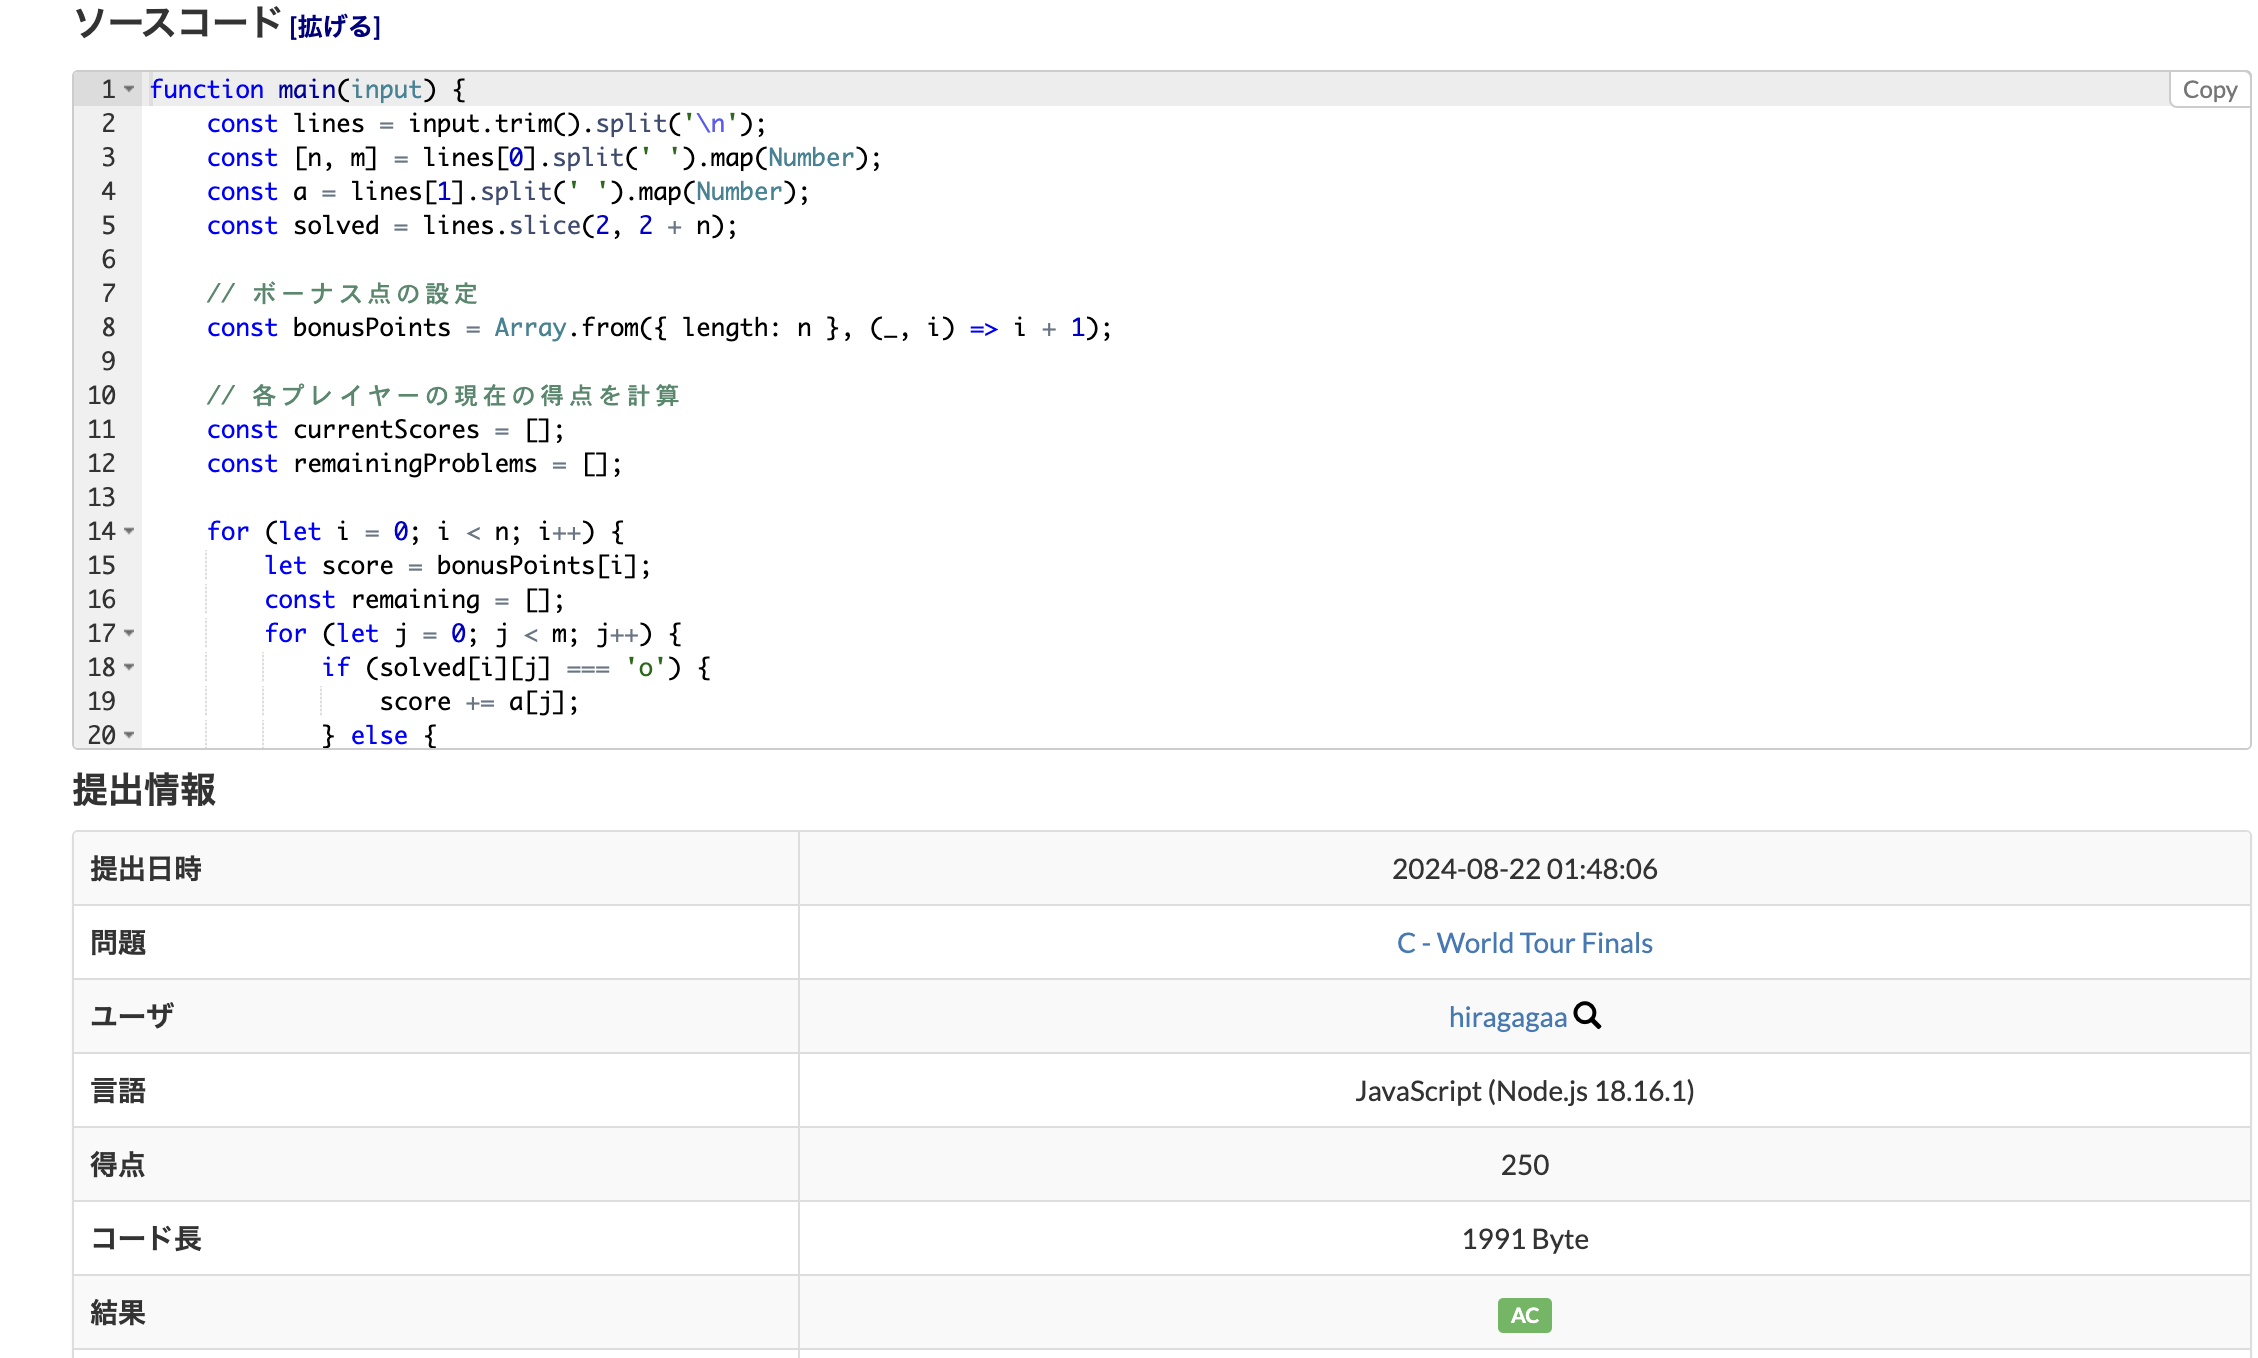 ソースコード [拡げる]
Copy
1 function main(input) {
2     const lines = input.trim().split('\n');
3     const [n, m] = lines[0].split(' ').map(Number);
4     const a = lines[1].split(' ').map(Number);
5     const solved = lines.slice(2, 2 + n);
6
7     // ボーナス点の設定
8     const bonusPoints = Array.from({ length: n }, (_, i) => i + 1);
9
10     // 各プレイヤーの現在の得点を計算
11     const currentScores = [];
12     const remainingProblems = [];
13
14     for (let i = 0; i < n; i++) {
15         let score = bonusPoints[i];
16         const remaining = [];
17         for (let j = 0; j < m; j++) {
18             if (solved[i][j] === 'o') {
19                 score += a[j];
20             } else {
提出情報
提出日時 2024-08-22 01:48:06
問題 C - World Tour Finals
ユーザ hiragagaa
言語 JavaScript (Node.js 18.16.1)
得点 250
コード長 1991 Byte
結果 AC